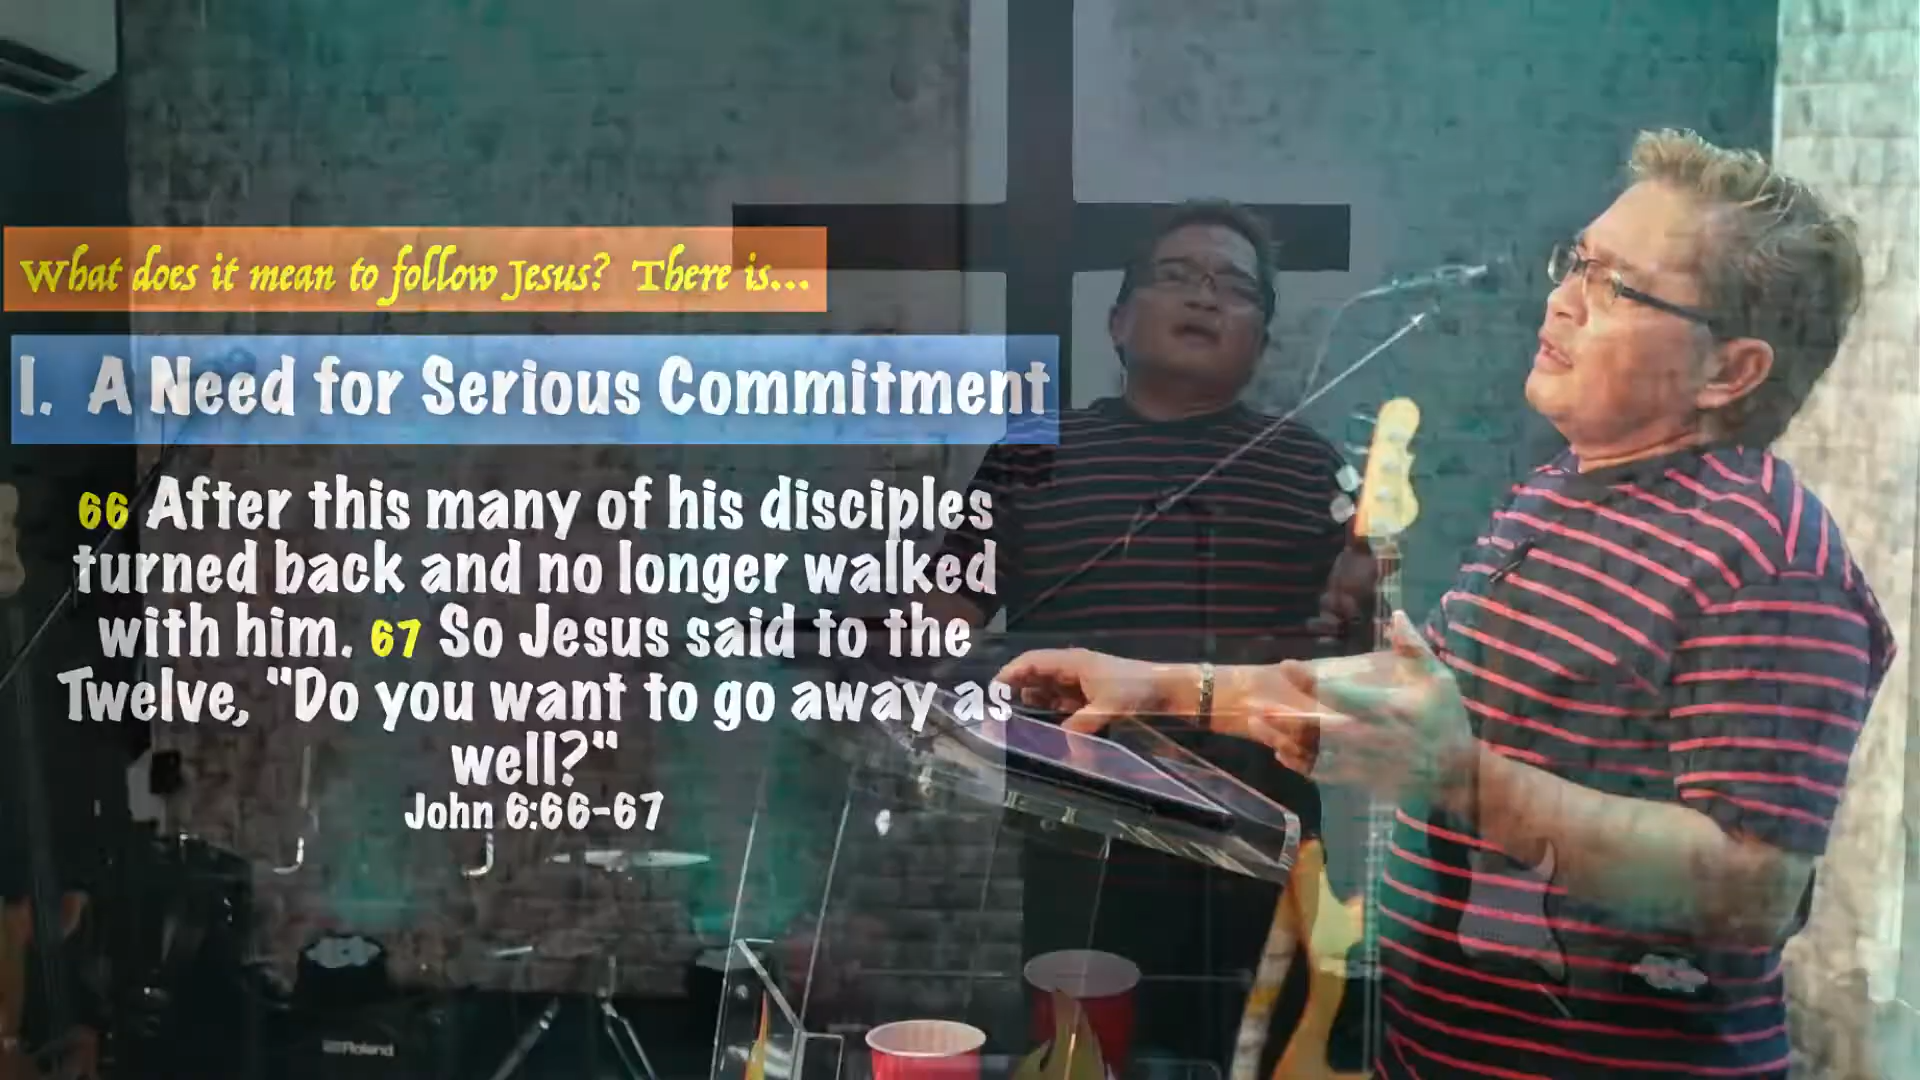 What does it mean to follow Jesus? There is...
I. A Need for Serious Commitment
66 After this many of his disciples
turned back and no longer walked
with him. 67 So Jesus said to the
Twelve, "Do you want to go away as
well?"
John 6:66-67
Roland